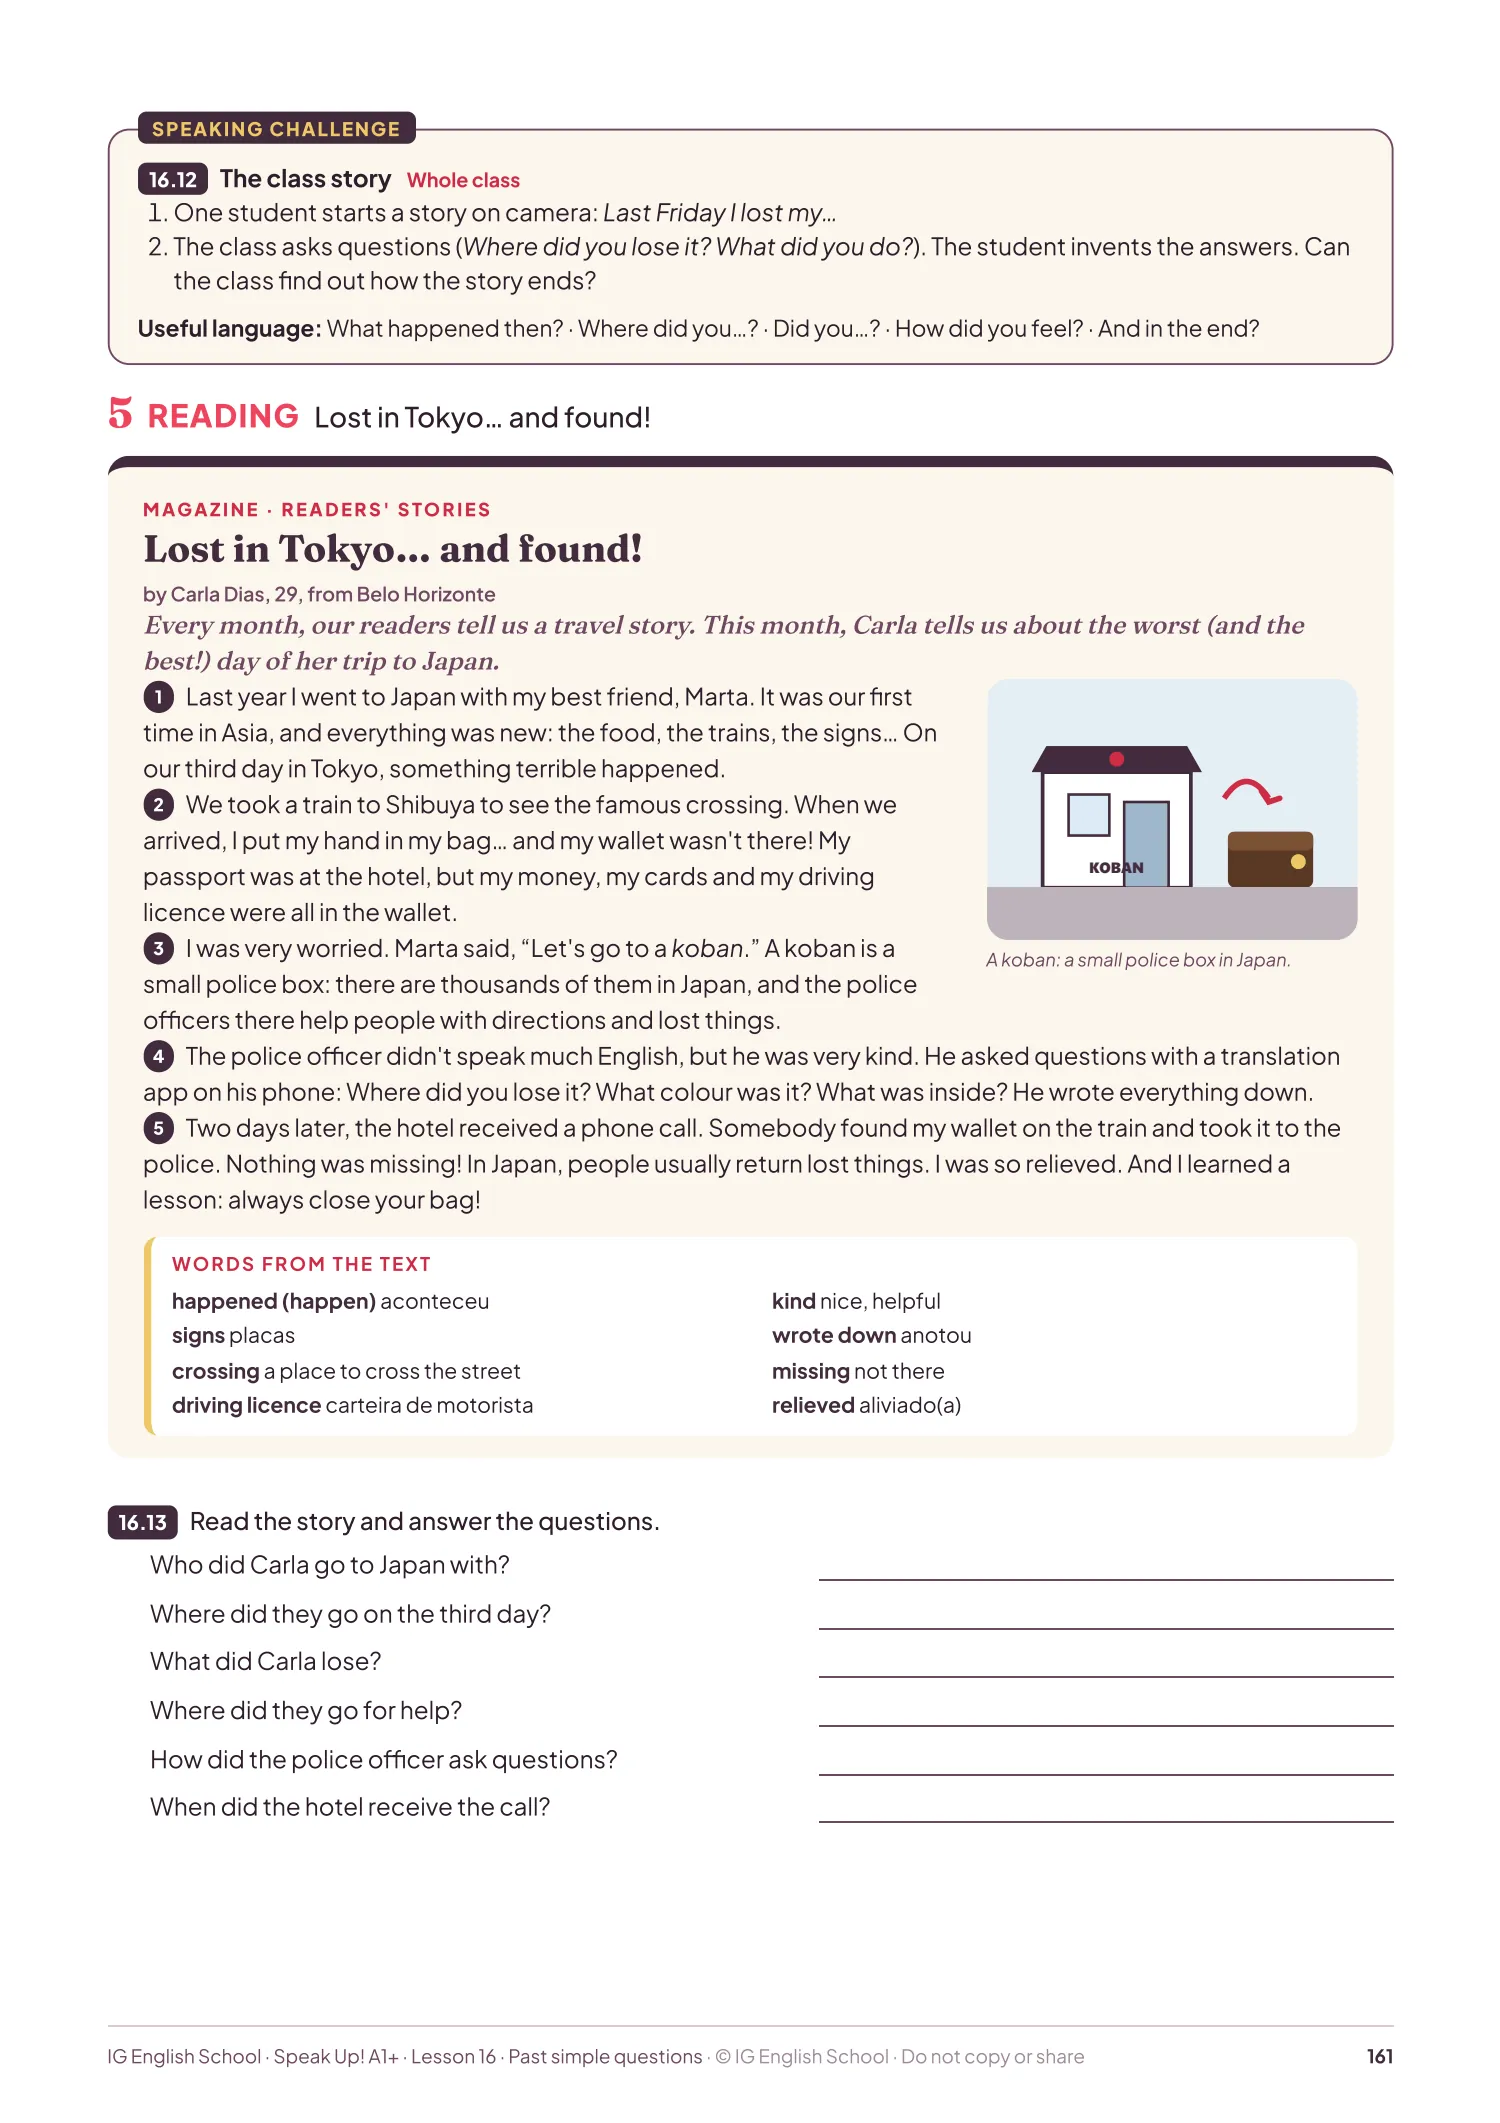 SPEAKING CHALLENGE
16.12 The class story Whole class
1. One student starts a story on camera: Last Friday I lost my...
2. The class asks questions (Where did you lose it? What did you do?). The student invents the answers. Can
the class find out how the story ends?
Useful language: What happened then? · Where did you...? · Did you...? · How did you feel? · And in the end?
5 READING Lost in Tokyo... and found!
MAGAZINE · READERS' STORIES
Lost in Tokyo... and found!
by Carla Dias, 29, from Belo Horizonte
Every month, our readers tell us a travel story. This month, Carla tells us about the worst (and the
best!) day of her trip to Japan.
1 Last year I went to Japan with my best friend, Marta. It was our first
time in Asia, and everything was new: the food, the trains, the signs... On
our third day in Tokyo, something terrible happened.
2 We took a train to Shibuya to see the famous crossing. When we
arrived, I put my hand in my bag... and my wallet wasn't there! My
passport was at the hotel, but my money, my cards and my driving
licence were all in the wallet.
3 I was very worried. Marta said, “Let's go to a koban.” A koban is a
small police box: there are thousands of them in Japan, and the police
officers there help people with directions and lost things.
KOBAN
A koban: a small police box in Japan.
4 The police officer didn't speak much English, but he was very kind. He asked questions with a translation
app on his phone: Where did you lose it? What colour was it? What was inside? He wrote everything down.
5 Two days later, the hotel received a phone call. Somebody found my wallet on the train and took it to the
police. Nothing was missing! In Japan, people usually return lost things. I was so relieved. And I learned a
lesson: always close your bag!
WORDS FROM THE TEXT
happened (happen) aconteceu
signs placas
crossing a place to cross the street
driving licence carteira de motorista
kind nice, helpful
wrote down anotou
missing not there
relieved aliviado(a)
16.13 Read the story and answer the questions.
Who did Carla go to Japan with?
Where did they go on the third day?
What did Carla lose?
Where did they go for help?
How did the police officer ask questions?
When did the hotel receive the call?
IG English School · Speak Up! A1+ · Lesson 16 · Past simple questions · © IG English School · Do not copy or share 161